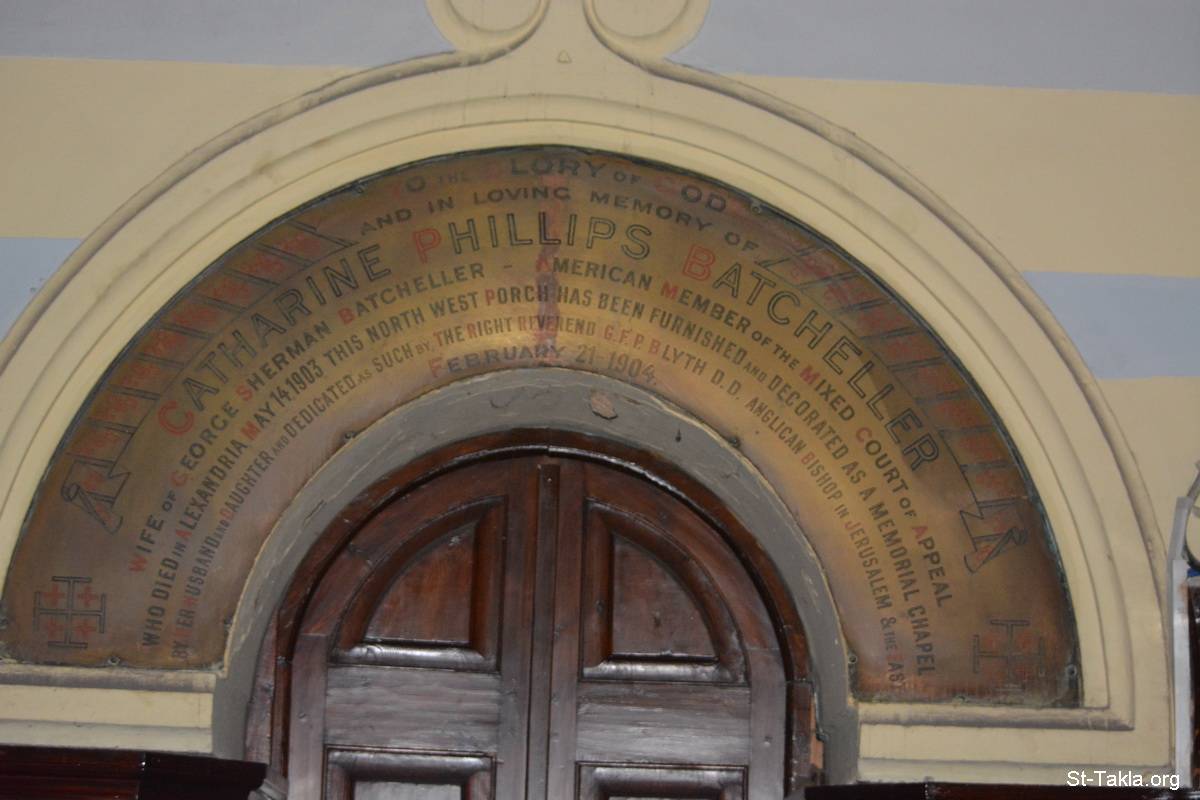 TO THE GLORY OF GOD
AND IN LOVING MEMORY OF
CATHARINE PHILLIPS BATCHELLER
WIFE OF GEORGE SHERMAN BATCHELLER - AMERICAN MEMBER OF THE MIXED COURT OF APPEAL
WHO DIED IN ALEXANDRIA MAY 14.1903 THIS NORTH WEST PORCH HAS BEEN FURNISHED AND DECORATED AS A MEMORIAL CHAPEL
BY HER HUSBAND AND DAUGHTER AND DEDICATED AS SUCH BY THE RIGHT REVEREND G.F.P. BLYTH D.D. ANGLICAN BISHOP IN JERUSALEM & THE EAST
FEBRUARY 21-1904.
St-Takla.org